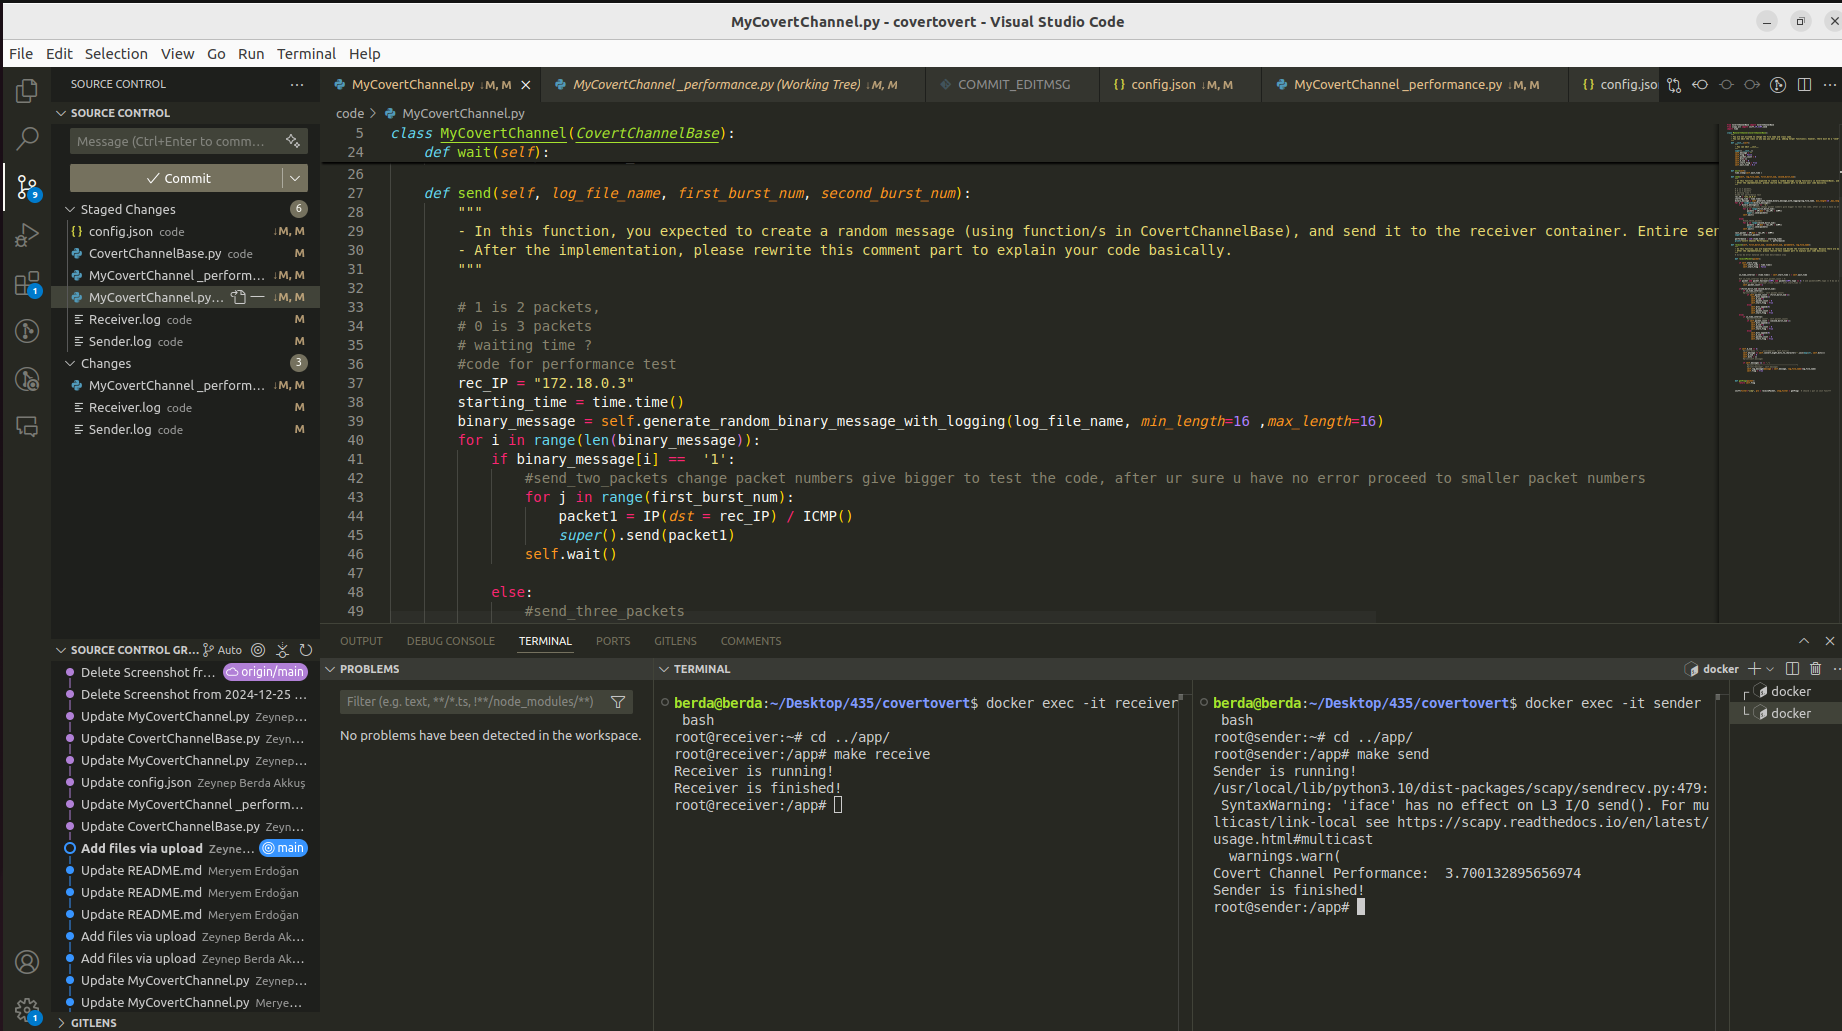 MyCovertChannel.py - covertovert - Visual Studio Code
File Edit Selection View Go Run Terminal Help
SOURCE CONTROL
MyCovertChannel.py ↓M, M
MyCovertChannel _performance.py (Working Tree) ↓M, M
COMMIT_EDITMSG
{} config.json ↓M, M
MyCovertChannel _performance.py ↓M, M
{} config.jso
SOURCE CONTROL
Message (Ctrl+Enter to comm...
Commit
Staged Changes 6
{} config.json code ↓M, M
CovertChannelBase.py code M
MyCovertChannel _perform... ↓M, M
MyCovertChannel.py... ↓M, M
Receiver.log code M
Sender.log code M
Changes 3
MyCovertChannel _perform... ↓M, M
Receiver.log code M
Sender.log code M
9
1
1
SOURCE CONTROL GR... Auto
Delete Screenshot fr... origin/main
Delete Screenshot from 2024-12-25 ...
Update MyCovertChannel.py Zeynep...
Update CovertChannelBase.py Zeyn...
Update MyCovertChannel.py Zeynep...
Update config.json Zeynep Berda Akkuş
Update MyCovertChannel _perform...
Update CovertChannelBase.py Zeyn...
Add files via upload Zeyne... main
Update README.md Meryem Erdoğan
Update README.md Meryem Erdoğan
Update README.md Meryem Erdoğan
Add files via upload Zeynep Berda Ak...
Add files via upload Zeynep Berda Ak...
Update MyCovertChannel.py Zeynep...
Update MyCovertChannel.py Merye...
GITLENS
code > MyCovertChannel.py
5 class MyCovertChannel(CovertChannelBase):
24 def wait(self):
26
27 def send(self, log_file_name, first_burst_num, second_burst_num):
28 """
29 - In this function, you expected to create a random message (using function/s in CovertChannelBase), and send it to the receiver container. Entire sen
30 - After the implementation, please rewrite this comment part to explain your code basically.
31 """
32
33 # 1 is 2 packets,
34 # 0 is 3 packets
35 # waiting time ?
36 #code for performance test
37 rec_IP = "172.18.0.3"
38 starting_time = time.time()
39 binary_message = self.generate_random_binary_message_with_logging(log_file_name, min_length=16 ,max_length=16)
40 for i in range(len(binary_message)):
41 if binary_message[i] == '1':
42 #send_two_packets change packet numbers give bigger to test the code, after ur sure u have no error proceed to smaller packet numbers
43 for j in range(first_burst_num):
44 packet1 = IP(dst = rec_IP) / ICMP()
45 super().send(packet1)
46 self.wait()
47
48 else:
49 #send_three_packets
OUTPUT DEBUG CONSOLE TERMINAL PORTS GITLENS COMMENTS
PROBLEMS
Filter (e.g. text, **/*.ts, !**/node_modules/**)
No problems have been detected in the workspace.
TERMINAL
docker
berda@berda:~/Desktop/435/covertovert$ docker exec -it receiver
bash
root@receiver:~# cd ../app/
root@receiver:/app# make receive
Receiver is running!
Receiver is finished!
root@receiver:/app#
berda@berda:~/Desktop/435/covertovert$ docker exec -it sender
bash
root@sender:~# cd ../app/
root@sender:/app# make send
Sender is running!
/usr/local/lib/python3.10/dist-packages/scapy/sendrecv.py:479:
SyntaxWarning: 'iface' has no effect on L3 I/O send(). For mu
lticast/link-local see https://scapy.readthedocs.io/en/latest/
usage.html#multicast
warnings.warn(
Covert Channel Performance: 3.700132895656974
Sender is finished!
root@sender:/app#
docker
docker